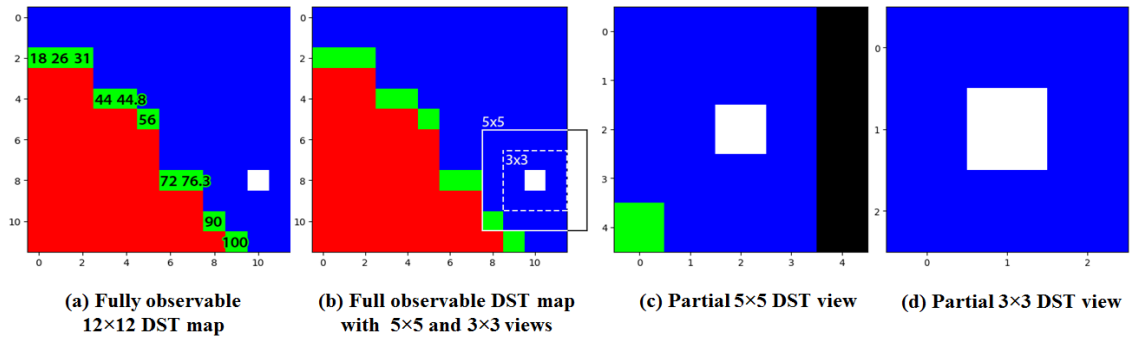 0
2
4
6
8
10
0 2 4 6 8 10
18 26 31
44 44.8
56
72 76.3
90
100
(a) Fully observable
12×12 DST map
0
2
4
6
8
10
0 2 4 6 8 10
5x5
3x3
(b) Full observable DST map
with 5×5 and 3×3 views
0
1
2
3
4
0 1 2 3 4
(c) Partial 5×5 DST view
0
1
2
0 1 2
(d) Partial 3×3 DST view